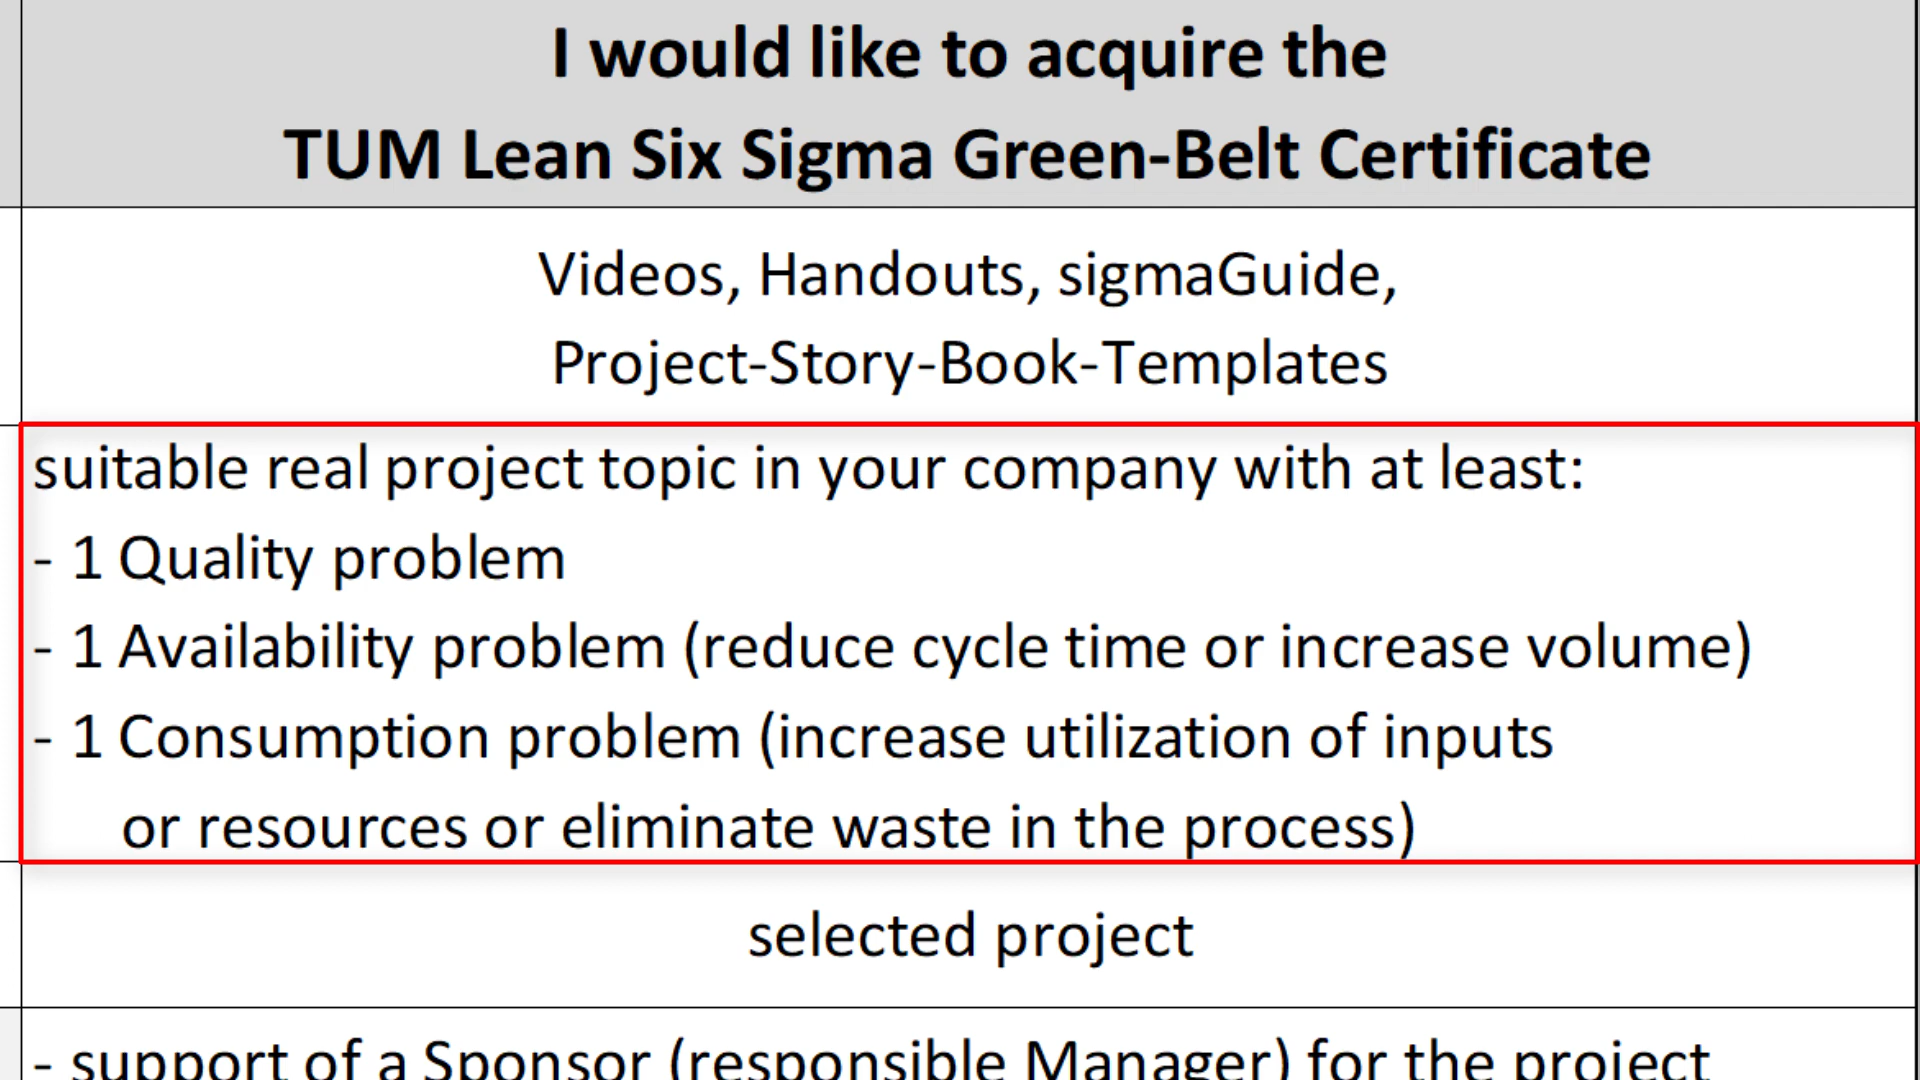 I would like to acquire the
TUM Lean Six Sigma Green-Belt Certificate
Videos, Handouts, sigmaGuide,
Project-Story-Book-Templates
suitable real project topic in your company with at least:
- 1 Quality problem
- 1 Availability problem (reduce cycle time or increase volume)
- 1 Consumption problem (increase utilization of inputs
or resources or eliminate waste in the process)
selected project
- support of a Sponsor (responsible Manager) for the project